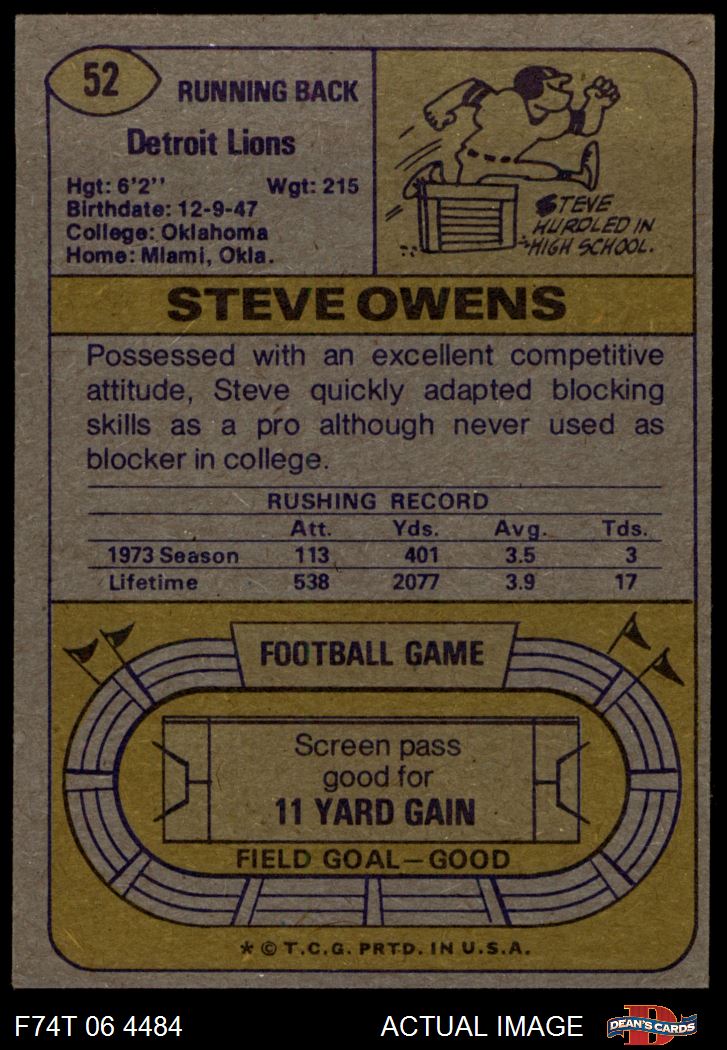 52
RUNNING BACK
Detroit Lions
Hgt: 6'2'' Wgt: 215
Birthdate: 12-9-47
College: Oklahoma
Home: Miami, Okla.
STEVE
HURDLED IN
HIGH SCHOOL.
STEVE OWENS
Possessed with an excellent competitive
attitude, Steve quickly adapted blocking
skills as a pro although never used as
blocker in college.
RUSHING RECORD
Att. Yds. Avg. Tds.
1973 Season 113 401 3.5 3
Lifetime 538 2077 3.9 17
FOOTBALL GAME
Screen pass
good for
11 YARD GAIN
FIELD GOAL—GOOD
* © T.C.G. PRTD. IN U.S.A.
F74T 06 4484 ACTUAL IMAGE
D
DEAN'S CARDS